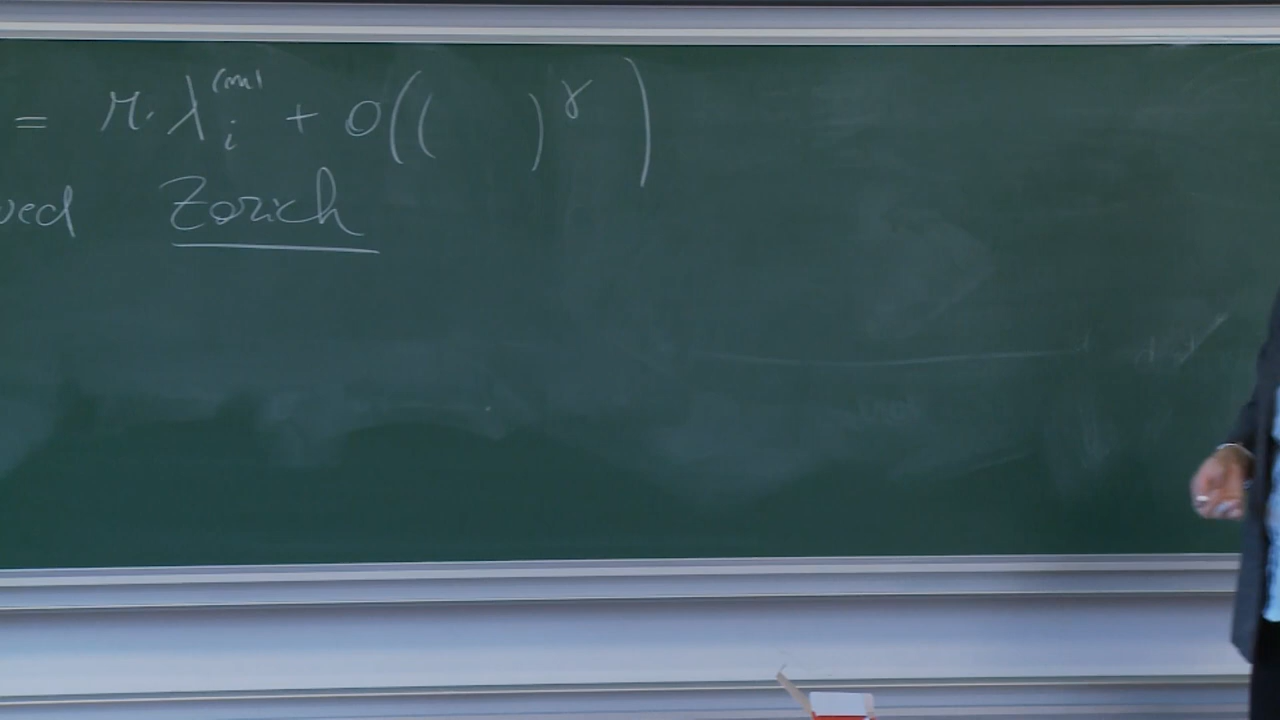 = r. λ_i^(m) + O(( )^γ)
ved Zorich